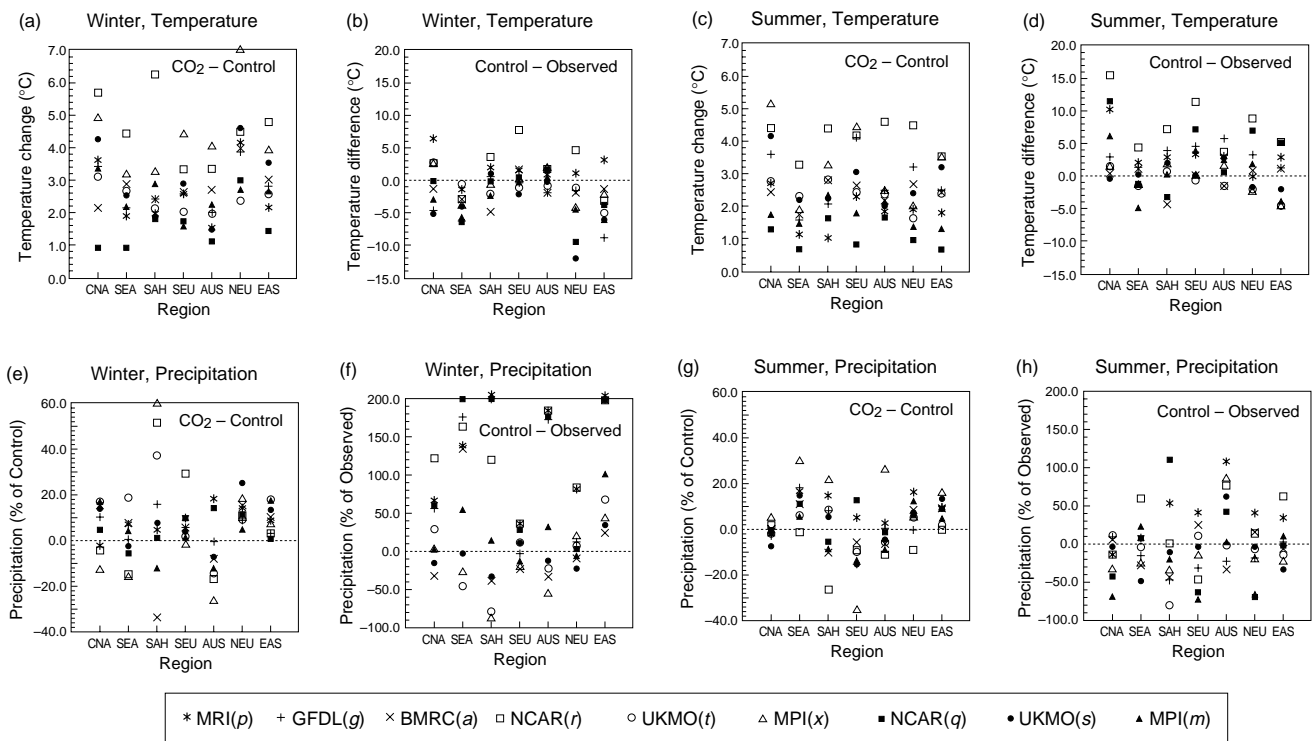 (a) Winter, Temperature
CO2 – Control
Temperature change (°C)
7.0
6.0
5.0
4.0
3.0
2.0
1.0
0.0
CNA SEA SAH SEU AUS NEU EAS
Region
(b) Winter, Temperature
Control – Observed
Temperature difference (°C)
20.0
15.0
10.0
5.0
0.0
–5.0
–10.0
–15.0
CNA SEA SAH SEU AUS NEU EAS
Region
(c) Summer, Temperature
CO2 – Control
Temperature change (°C)
7.0
6.0
5.0
4.0
3.0
2.0
1.0
0.0
CNA SEA SAH SEU AUS NEU EAS
Region
(d) Summer, Temperature
Control – Observed
Temperature difference (°C)
20.0
15.0
10.0
5.0
0.0
–5.0
–10.0
–15.0
CNA SEA SAH SEU AUS NEU EAS
Region
(e) Winter, Precipitation
CO2 – Control
Precipitation (% of Control)
60.0
40.0
20.0
0.0
–20.0
–40.0
CNA SEA SAH SEU AUS NEU EAS
Region
(f) Winter, Precipitation
Control – Observed
Precipitation (% of Observed)
200.0
150.0
100.0
50.0
0.0
–50.0
–100.0
CNA SEA SAH SEU AUS NEU EAS
Region
(g) Summer, Precipitation
CO2 – Control
Precipitation (% of Control)
60.0
40.0
20.0
0.0
–20.0
–40.0
CNA SEA SAH SEU AUS NEU EAS
Region
(h) Summer, Precipitation
Control – Observed
Precipitation (% of Observed)
200.0
150.0
100.0
50.0
0.0
–50.0
–100.0
CNA SEA SAH SEU AUS NEU EAS
Region
MRI(p) GFDL(g) BMRC(a) NCAR(r) UKMO(t) MPI(x) NCAR(q) UKMO(s) MPI(m)